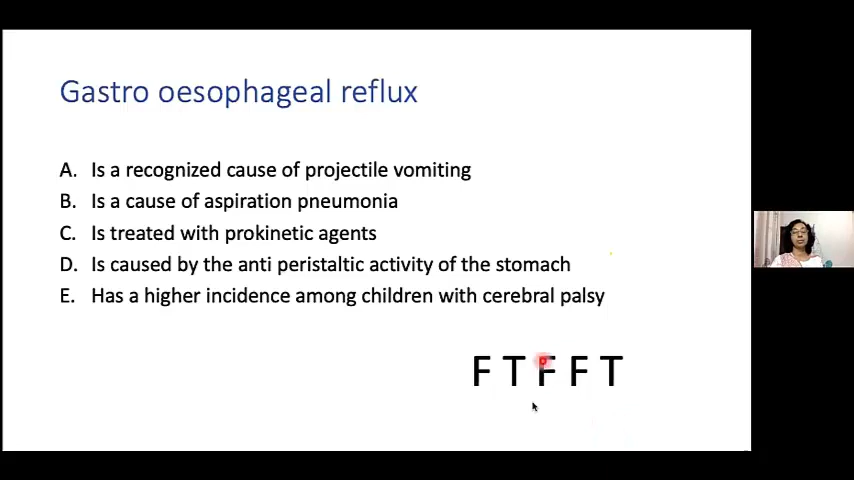 Gastro oesophageal reflux
A. Is a recognized cause of projectile vomiting
B. Is a cause of aspiration pneumonia
C. Is treated with prokinetic agents
D. Is caused by the anti peristaltic activity of the stomach
E. Has a higher incidence among children with cerebral palsy
F T F F T